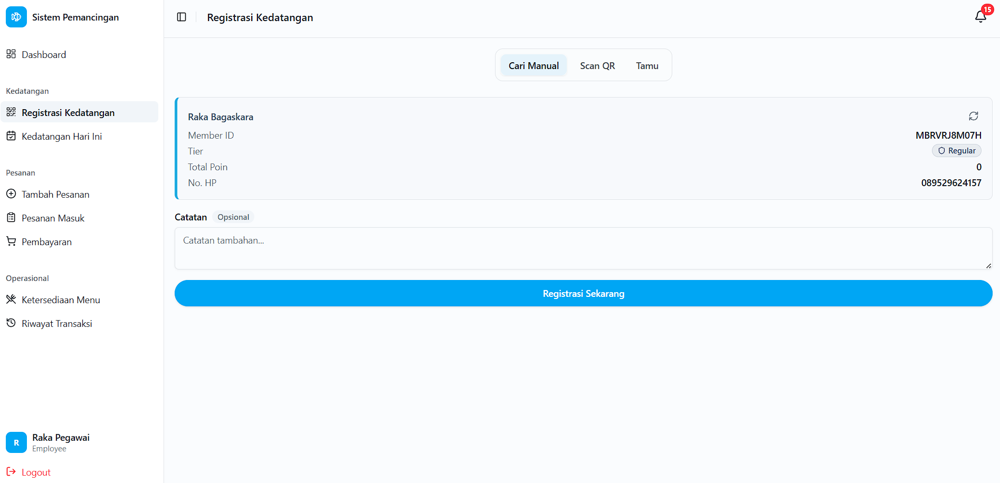 Sistem Pemancingan
Dashboard
Kedatangan
Registrasi Kedatangan
Kedatangan Hari Ini
Pesanan
Tambah Pesanan
Pesanan Masuk
Pembayaran
Operasional
Ketersediaan Menu
Riwayat Transaksi
R
Raka Pegawai
Employee
Logout
Registrasi Kedatangan
15
Cari Manual
Scan QR
Tamu
Raka Bagaskara
Member ID MBRVRJ8M07H
Tier Regular
Total Poin 0
No. HP 089529624157
Catatan Opsional
Catatan tambahan...
Registrasi Sekarang